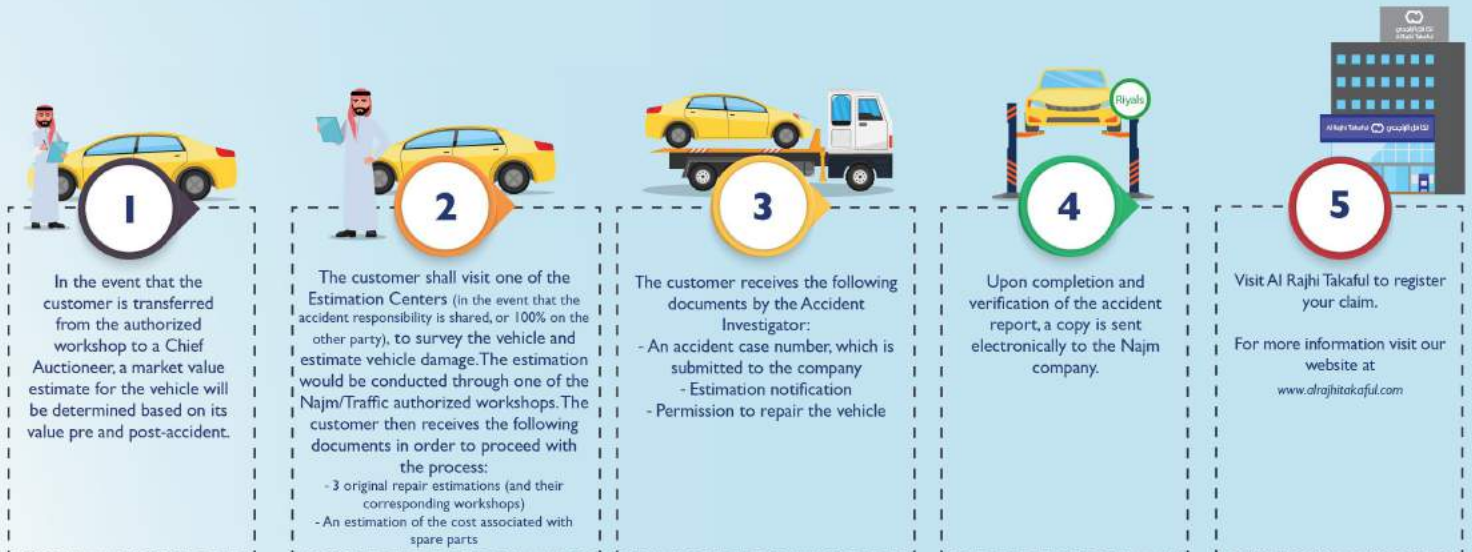 تكافل الراجحي
Al Rajhi Takaful
Riyals
Al Rajhi Takaful تكافل الراجحي
1
In the event that the
customer is transferred
from the authorized
workshop to a Chief
Auctioneer, a market value
estimate for the vehicle will
be determined based on its
value pre and post-accident.
2
The customer shall visit one of the
Estimation Centers (in the event that the
accident responsibility is shared, or 100% on the
other party), to survey the vehicle and
estimate vehicle damage. The estimation
would be conducted through one of the
Najm/Traffic authorized workshops. The
customer then receives the following
documents in order to proceed with
the process:
- 3 original repair estimations (and their
corresponding workshops)
- An estimation of the cost associated with
spare parts
3
The customer receives the following
documents by the Accident
Investigator:
- An accident case number, which is
submitted to the company
- Estimation notification
- Permission to repair the vehicle
4
Upon completion and
verification of the accident
report, a copy is sent
electronically to the Najm
company.
5
Visit Al Rajhi Takaful to register
your claim.
For more information visit our
website at
www.alrajhitakaful.com